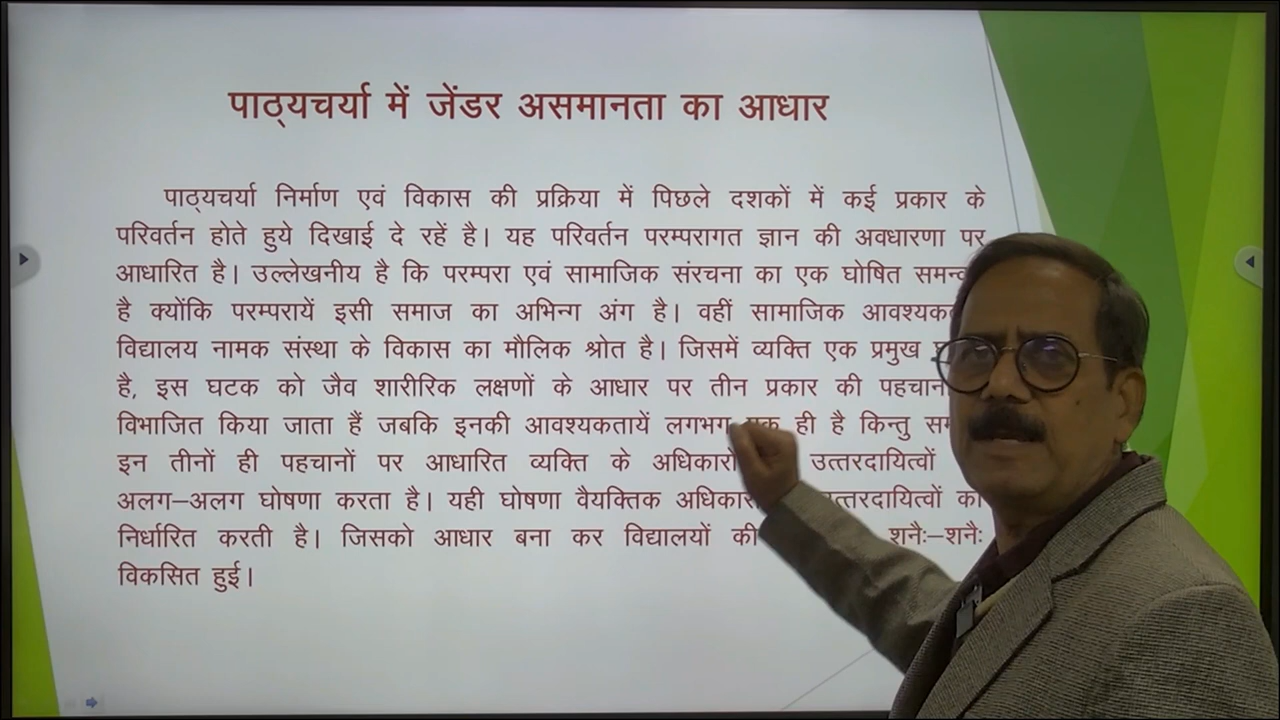 पाठ्यचर्या में जेंडर असमानता का आधार
पाठ्यचर्या निर्माण एवं विकास की प्रक्रिया में पिछले दशकों में कई प्रकार के
परिवर्तन होते हुये दिखाई दे रहें है। यह परिवर्तन परम्परागत ज्ञान की अवधारणा पर
आधारित है। उल्लेखनीय है कि परम्परा एवं सामाजिक संरचना का एक घोषित
है क्योंकि परम्परायें इसी समाज का अभिन्ग अंग है। वहीं सामाजिक
विद्यालय नामक संस्था के विकास का मौलिक श्रोत है। जिसमें व्यक्ति एक प्रमुख
है, इस घटक को जैव शारीरिक लक्षणों के आधार पर तीन प्रकार की
विभाजित किया जाता हैं जबकि इनकी आवश्यकतायें लगभग एक ही है किन्तु
इन तीनों ही पहचानों पर आधारित व्यक्ति के उत्तरदायित्वों
अलग–अलग घोषणा करता है। यही घोषणा वैयक्तिक उत्तरदायित्वों को
निर्धारित करती है। जिसको आधार बना कर विद्यालयों की शनैः–शनैः
विकसित हुई।